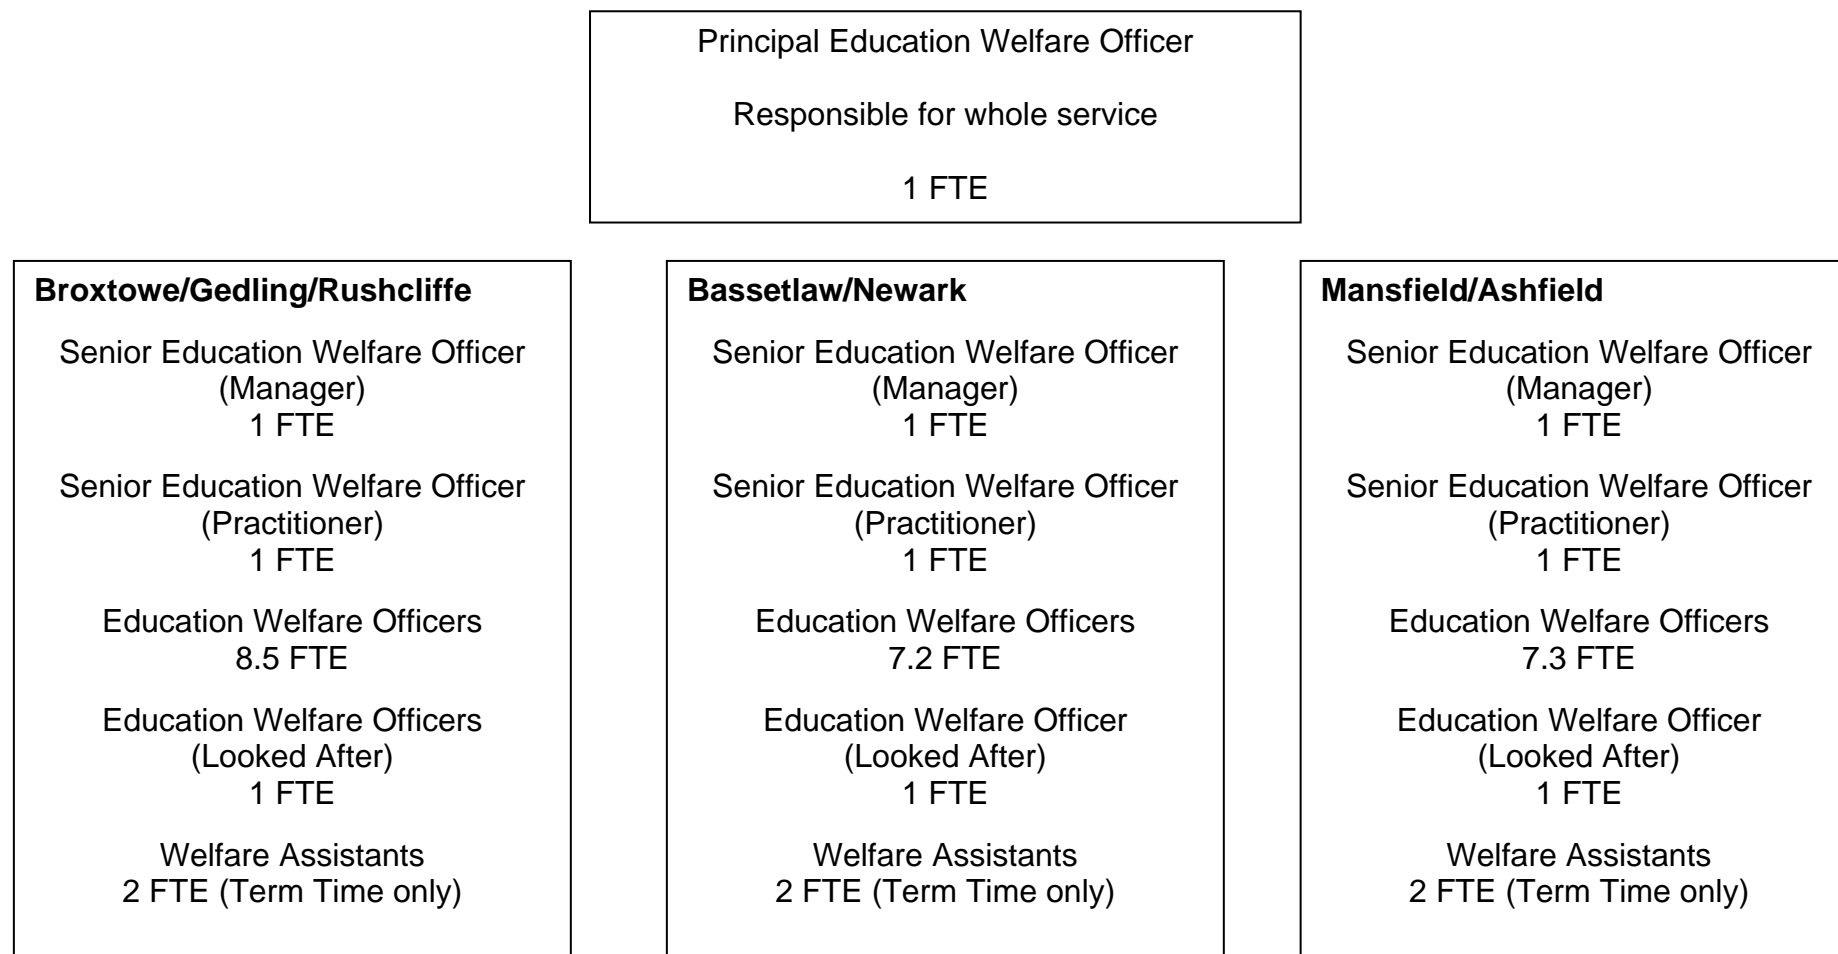 Principal Education Welfare Officer
Responsible for whole service
1 FTE
Broxtowe/Gedling/Rushcliffe
Senior Education Welfare Officer
(Manager)
1 FTE
Senior Education Welfare Officer
(Practitioner)
1 FTE
Education Welfare Officers
8.5 FTE
Education Welfare Officers
(Looked After)
1 FTE
Welfare Assistants
2 FTE (Term Time only)
Bassetlaw/Newark
Senior Education Welfare Officer
(Manager)
1 FTE
Senior Education Welfare Officer
(Practitioner)
1 FTE
Education Welfare Officers
7.2 FTE
Education Welfare Officer
(Looked After)
1 FTE
Welfare Assistants
2 FTE (Term Time only)
Mansfield/Ashfield
Senior Education Welfare Officer
(Manager)
1 FTE
Senior Education Welfare Officer
(Practitioner)
1 FTE
Education Welfare Officers
7.3 FTE
Education Welfare Officer
(Looked After)
1 FTE
Welfare Assistants
2 FTE (Term Time only)